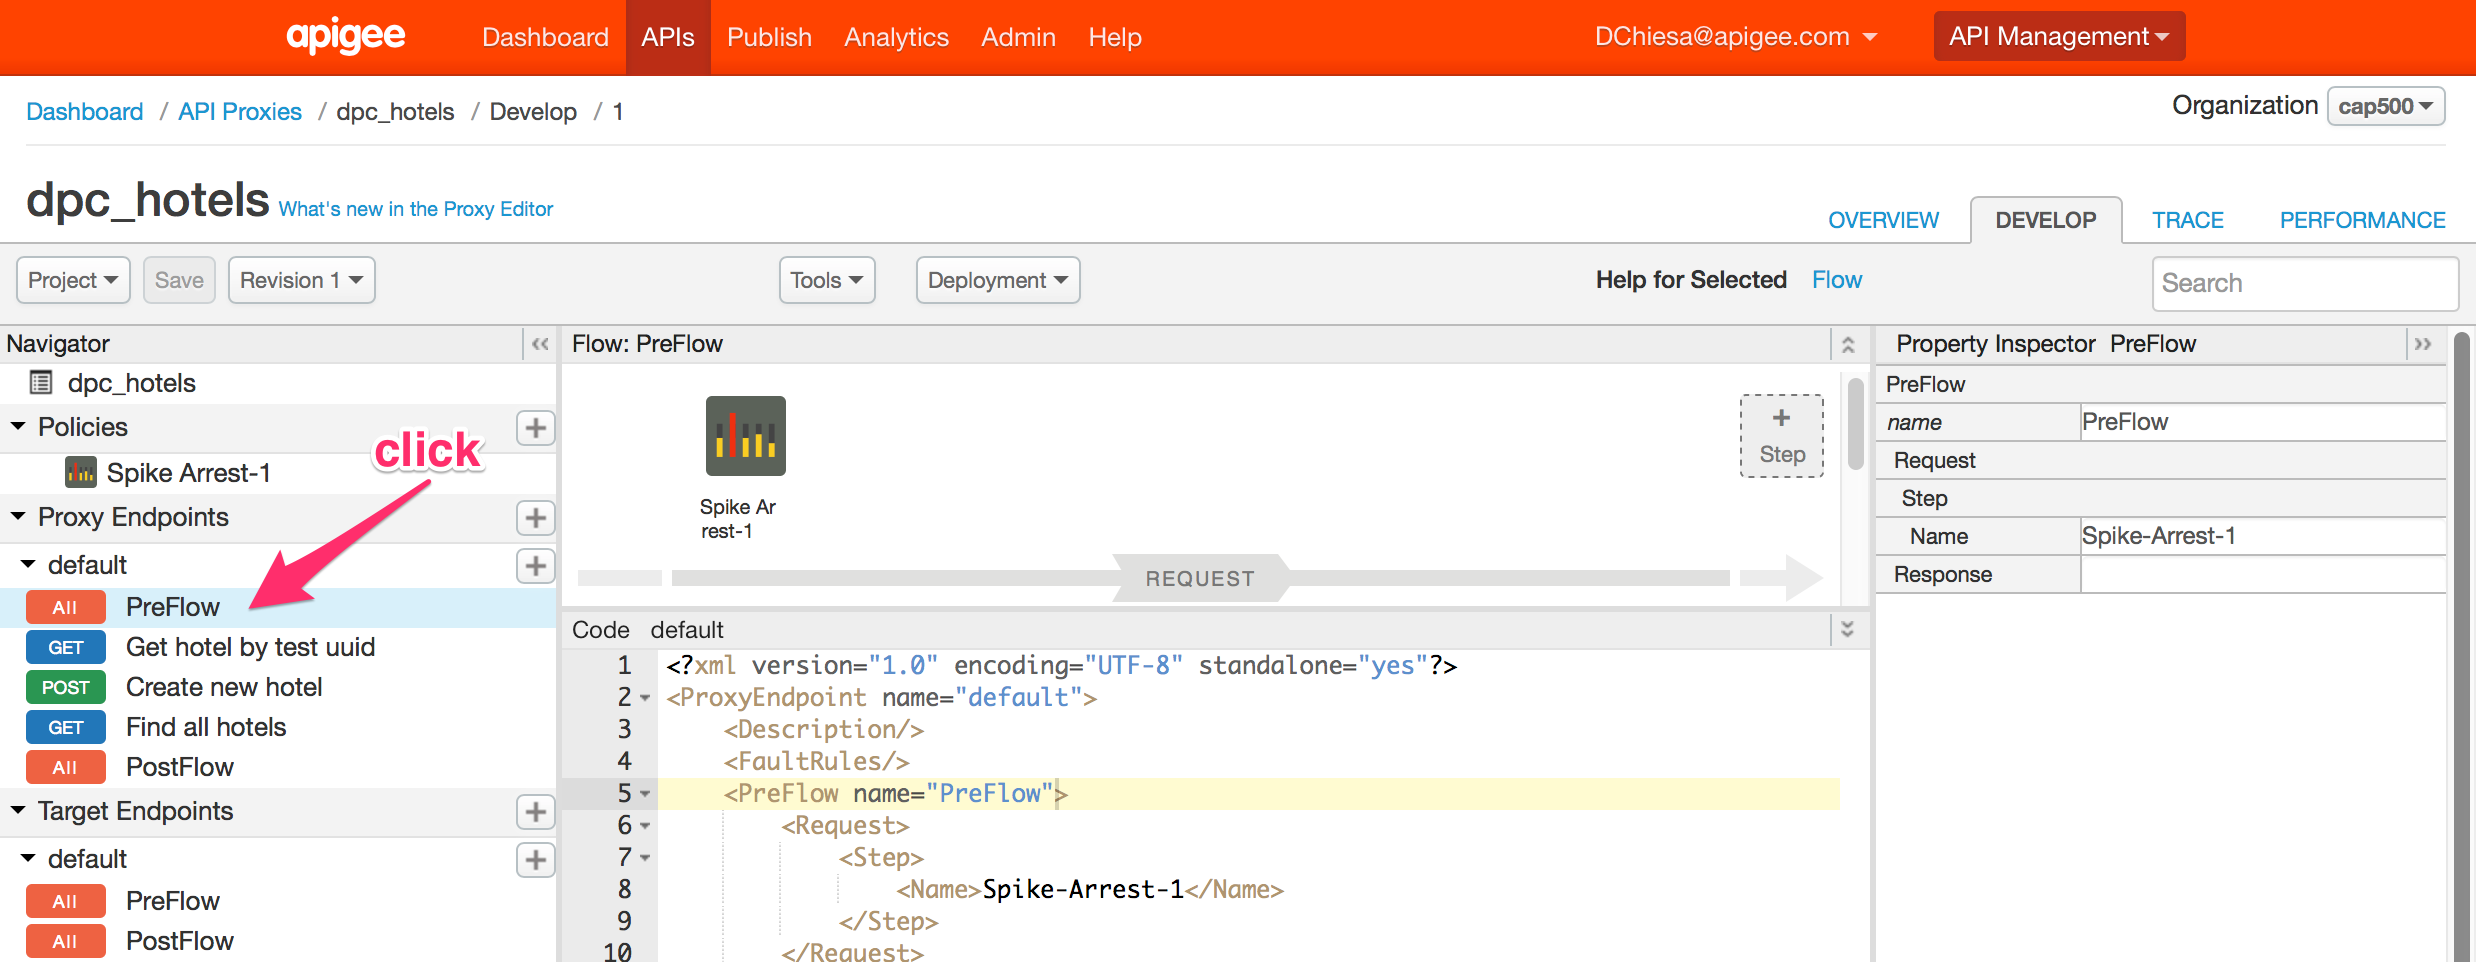 apigee Dashboard APIs Publish Analytics Admin Help DChiesa@apigee.com API Management
Dashboard / API Proxies / dpc_hotels / Develop / 1 Organization cap500
dpc_hotels What's new in the Proxy Editor OVERVIEW DEVELOP TRACE PERFORMANCE
Project Save Revision 1 Tools Deployment Help for Selected Flow Search
Navigator
dpc_hotels
Policies
click
Spike Arrest-1
Proxy Endpoints
default
All PreFlow
GET Get hotel by test uuid
POST Create new hotel
GET Find all hotels
All PostFlow
Target Endpoints
default
All PreFlow
All PostFlow
Flow: PreFlow
+
Step
Spike Ar
rest-1
REQUEST
Code default
1 <?xml version="1.0" encoding="UTF-8" standalone="yes"?>
2 <ProxyEndpoint name="default">
3 <Description/>
4 <FaultRules/>
5 <PreFlow name="PreFlow">
6 <Request>
7 <Step>
8 <Name>Spike-Arrest-1</Name>
9 </Step>
10 </Request>
Property Inspector PreFlow
PreFlow
name PreFlow
Request
Step
Name Spike-Arrest-1
Response